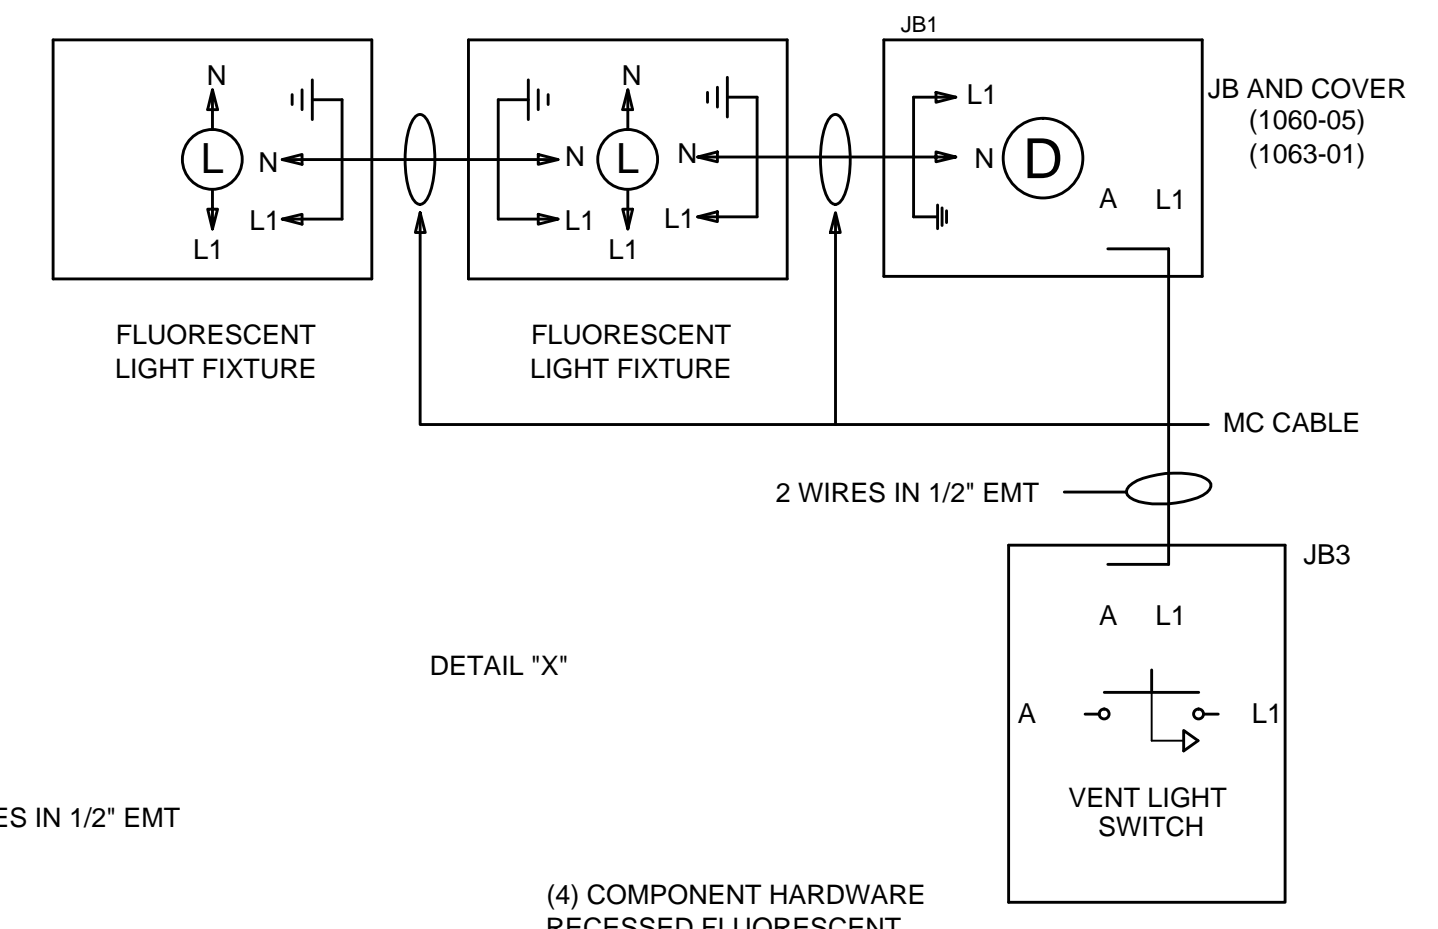 JB1
N
N
L1
JB AND COVER
(1060-05)
(1063-01)
L
N
N
L
N
N
D
A
L1
L1
L1
L1
L1
L1
FLUORESCENT
LIGHT FIXTURE
FLUORESCENT
LIGHT FIXTURE
MC CABLE
2 WIRES IN 1/2" EMT
JB3
A
L1
DETAIL "X"
A
L1
VENT LIGHT
SWITCH
ES IN 1/2" EMT
(4) COMPONENT HARDWARE
RECESSED FLUORESCENT